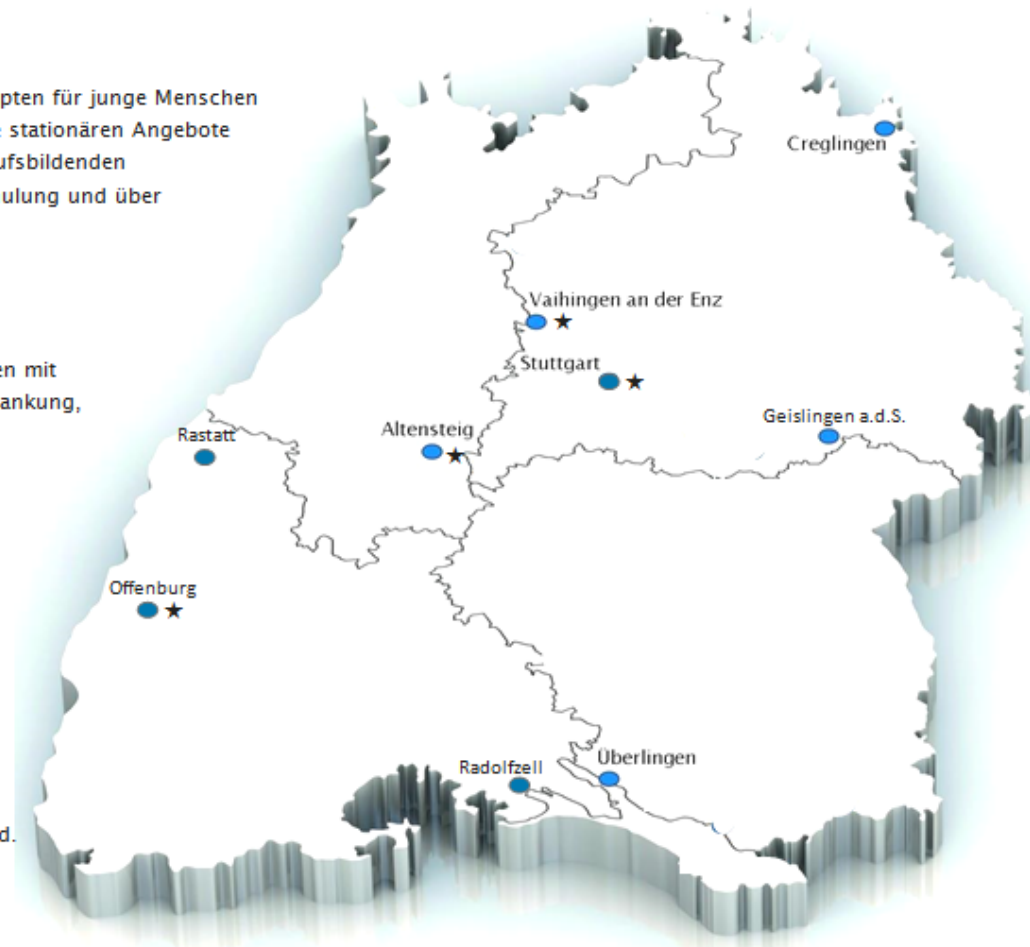 pten für junge Menschen
stationären Angebote
ufsbildenden
ulung und über
en mit
ankung,
d.
Creglingen
Vaihingen an der Enz
Stuttgart
Geislingen a.d.S.
Altensteig
Rastatt
Offenburg
Überlingen
Radolfzell